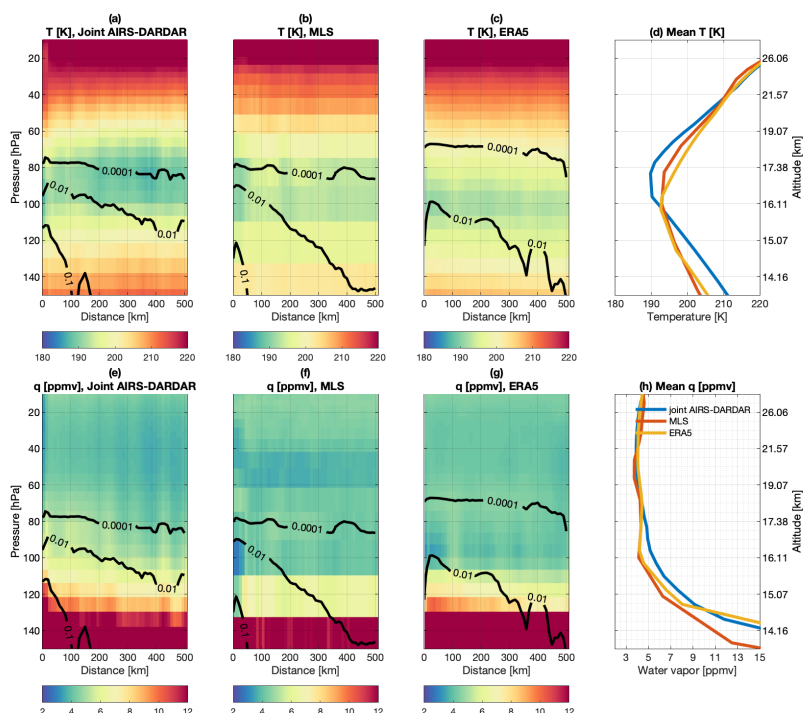 (a)
T [K], Joint AIRS-DARDAR
(b)
T [K], MLS
(c)
T [K], ERA5
(d) Mean T [K]
Pressure [hPa]
20
40
60
80
100
120
140
0.0001
0.01
0.01
0.1
0 100 200 300 400 500
Distance [km]
180 190 200 210 220
0.0001
0.01
0.1
0 100 200 300 400 500
Distance [km]
180 190 200 210 220
0.0001
0.01
0.01
0 100 200 300 400 500
Distance [km]
180 190 200 210 220
26.06
21.57
19.07
17.38
16.11
15.07
14.16
Altitude [km]
180 190 200 210 220
Temperature [K]
(e)
q [ppmv], Joint AIRS-DARDAR
(f)
q [ppmv], MLS
(g)
q [ppmv], ERA5
(h) Mean q [ppmv]
Pressure [hPa]
20
40
60
80
100
120
140
0.0001
0.01
0.01
0.1
0 100 200 300 400 500
Distance [km]
2 4 6 8 10 12
0.0001
0.01
0.1
0 100 200 300 400 500
Distance [km]
2 4 6 8 10 12
0.0001
0.01
0.01
0 100 200 300 400 500
Distance [km]
2 4 6 8 10 12
joint AIRS-DARDAR
MLS
ERA5
26.06
21.57
19.07
17.38
16.11
15.07
14.16
Altitude [km]
3 5 7 9 11 13 15
Water vapor [ppmv]